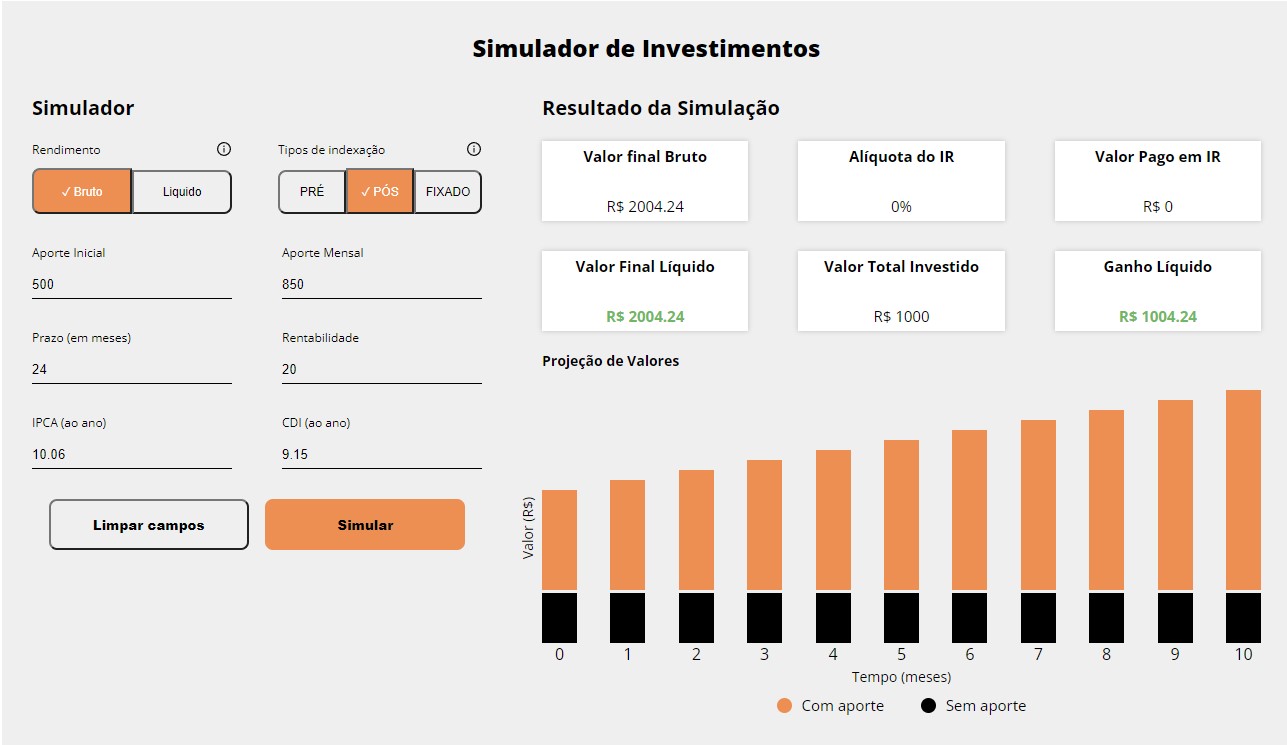 Simulador de Investimentos
Simulador
Rendimento
Tipos de indexação
✓ Bruto
Liquido
PRÉ
✓ PÓS
FIXADO
Aporte Inicial
Aporte Mensal
500
850
Prazo (em meses)
Rentabilidade
24
20
IPCA (ao ano)
CDI (ao ano)
10.06
9.15
Limpar campos
Simular
Resultado da Simulação
Valor final Bruto
R$ 2004.24
Alíquota do IR
0%
Valor Pago em IR
R$ 0
Valor Final Líquido
R$ 2004.24
Valor Total Investido
R$ 1000
Ganho Líquido
R$ 1004.24
Projeção de Valores
Valor (R$)
0 1 2 3 4 5 6 7 8 9 10
Tempo (meses)
Com aporte
Sem aporte